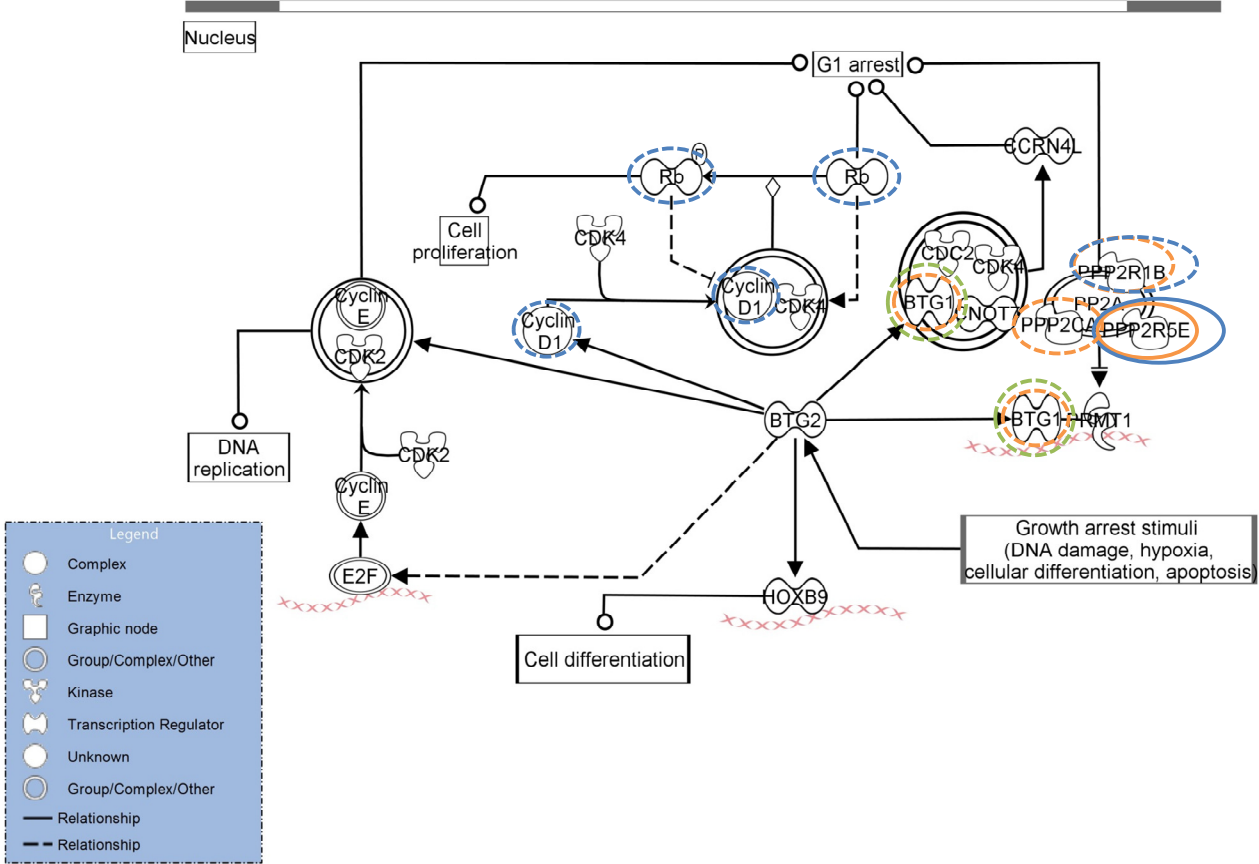 Nucleus
G1 arrest
CCRN4L
P
Rb
Rb
Cell
proliferation
CDK4
CDC2
CDK4
PPP2R1B
Cyclin
E
Cyclin
D1
CDK4
BTG1
CNOT7
PP2A
PPP2CA
PPP2R5E
Cyclin
D1
CDK2
BTG2
BTG1
PRMT1
DNA
replication
CDK2
Cyclin
E
Growth arrest stimuli
(DNA damage, hypoxia,
cellular differentiation, apoptosis)
E2F
HOXB9
Cell differentiation
Legend
Complex
Enzyme
Graphic node
Group/Complex/Other
Kinase
Transcription Regulator
Unknown
Group/Complex/Other
Relationship
Relationship